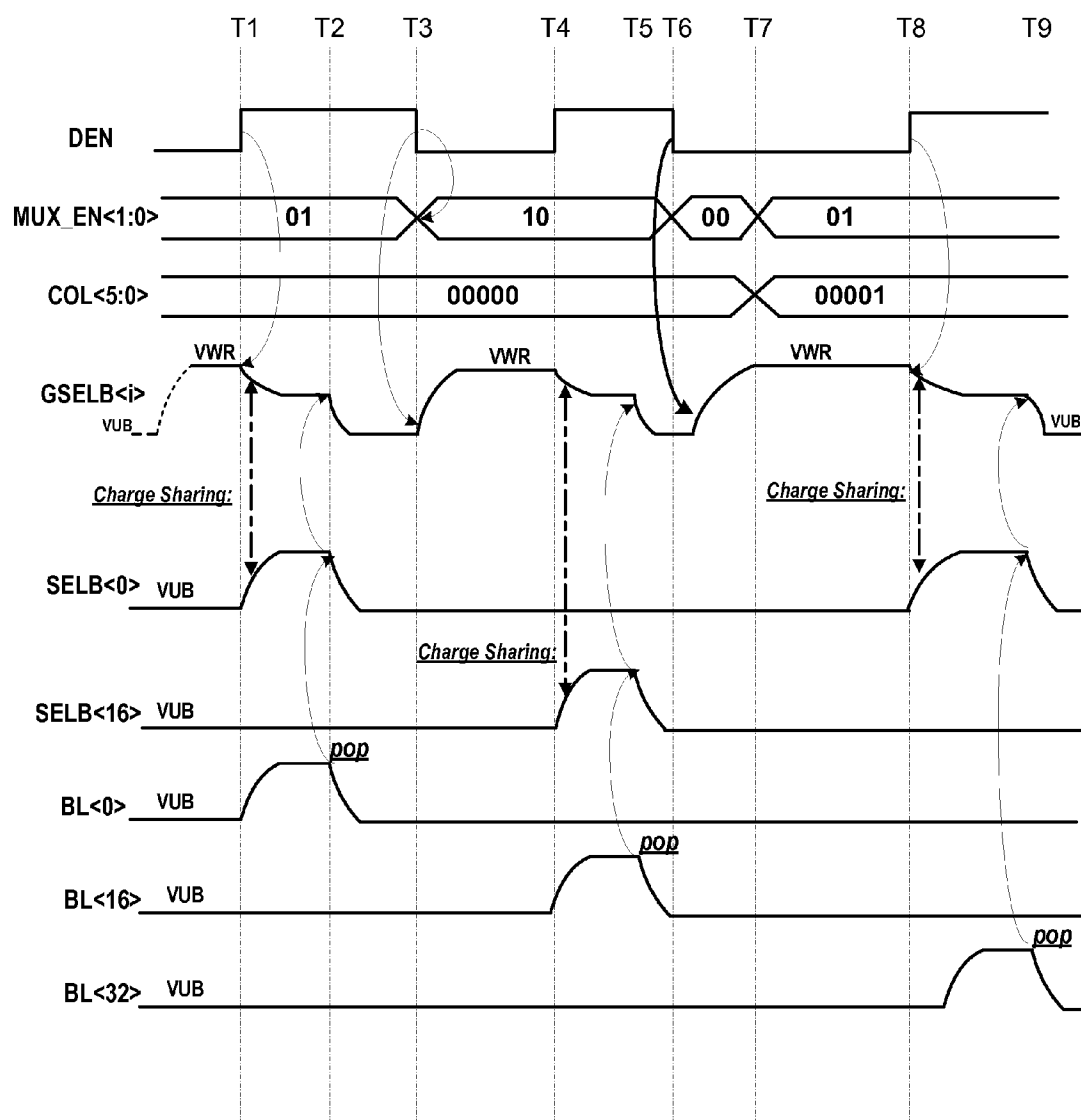 T1 T2 T3 T4 T5 T6 T7 T8 T9
DEN
MUX_EN<1:0> 01 10 00 01
COL<5:0> 00000 00001
VWR VWR VWR
GSELB<i>
VUB VUB
Charge Sharing: Charge Sharing:
SELB<0> VUB
Charge Sharing:
SELB<16> VUB
pop
BL<0> VUB
pop
BL<16> VUB
pop
BL<32> VUB